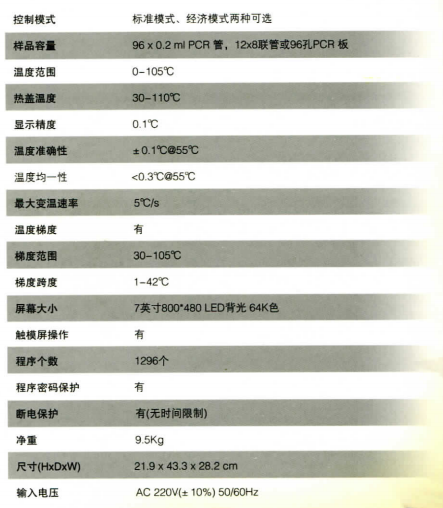 控制模式 标准模式、经济模式两种可选
样品容量 96 x 0.2 ml PCR 管，12x8联管或96孔PCR 板
温度范围 0–105℃
热盖温度 30–110℃
显示精度 0.1℃
温度准确性 ± 0.1℃@55℃
温度均一性 <0.3℃@55℃
最大变温速率 5℃/s
温度梯度 有
梯度范围 30–105℃
梯度跨度 1–42℃
屏幕大小 7英寸800*480 LED背光 64K色
触摸屏操作 有
程序个数 1296个
程序密码保护 有
断电保护 有(无时间限制)
净重 9.5Kg
尺寸(HxDxW) 21.9 x 43.3 x 28.2 cm
输入电压 AC 220V(± 10%) 50/60Hz